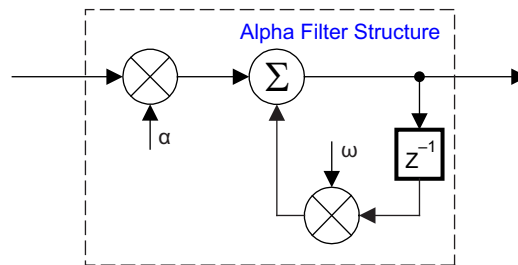 Alpha Filter Structure
Σ
α
ω
Z⁻¹